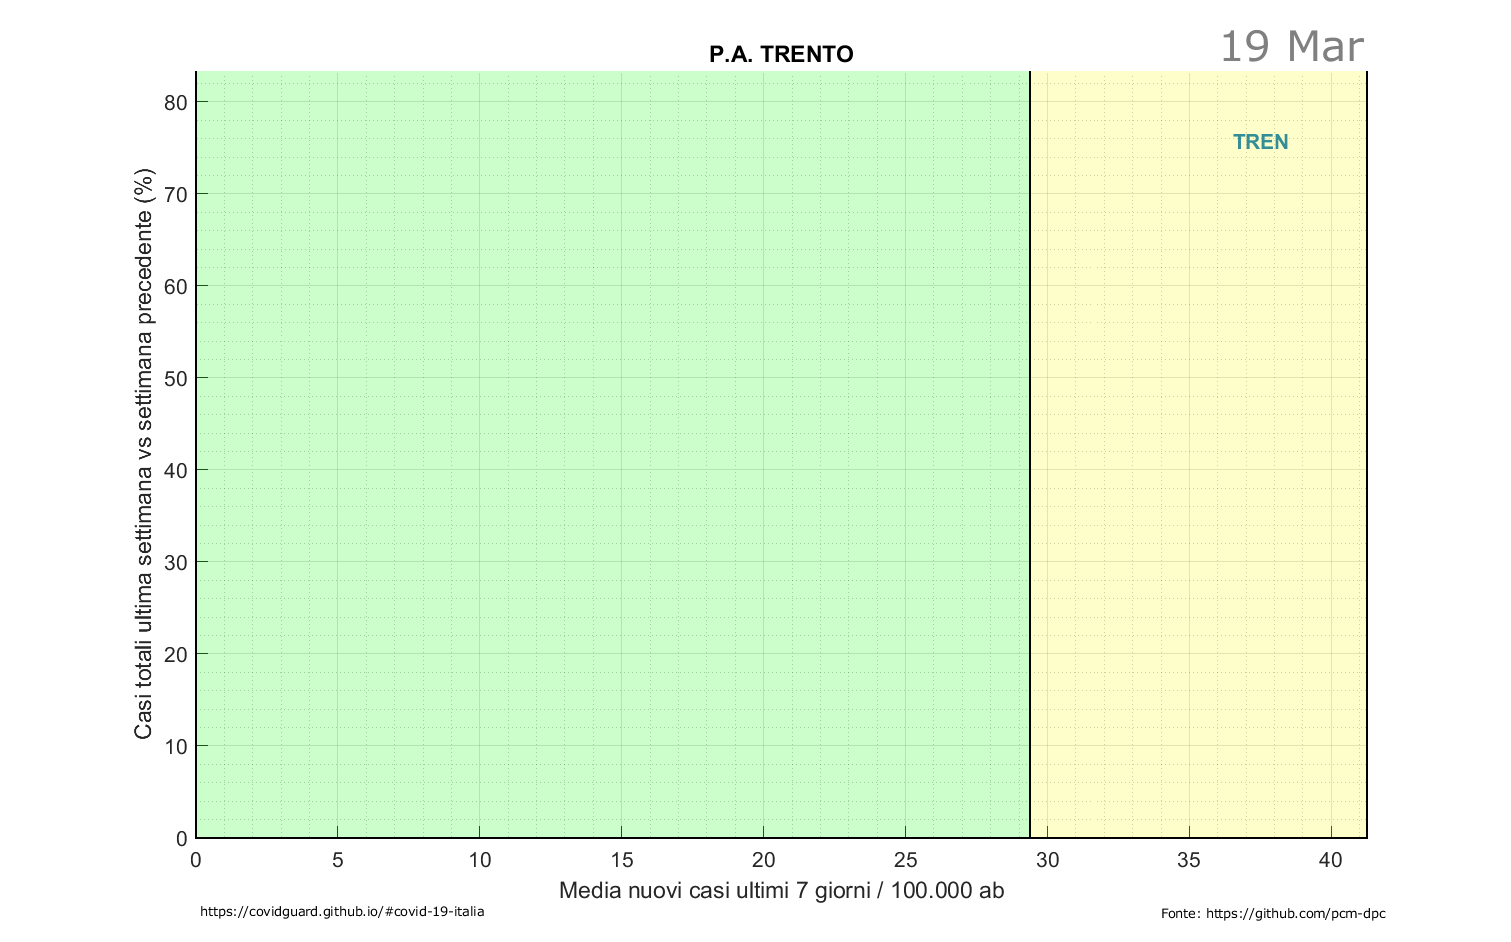 19 Mar
P.A. TRENTO
TREN
Casi totali ultima settimana vs settimana precedente (%)
80
70
60
50
40
30
20
10
0
0 5 10 15 20 25 30 35 40
Media nuovi casi ultimi 7 giorni / 100.000 ab
https://covidguard.github.io/#covid-19-italia
Fonte: https://github.com/pcm-dpc